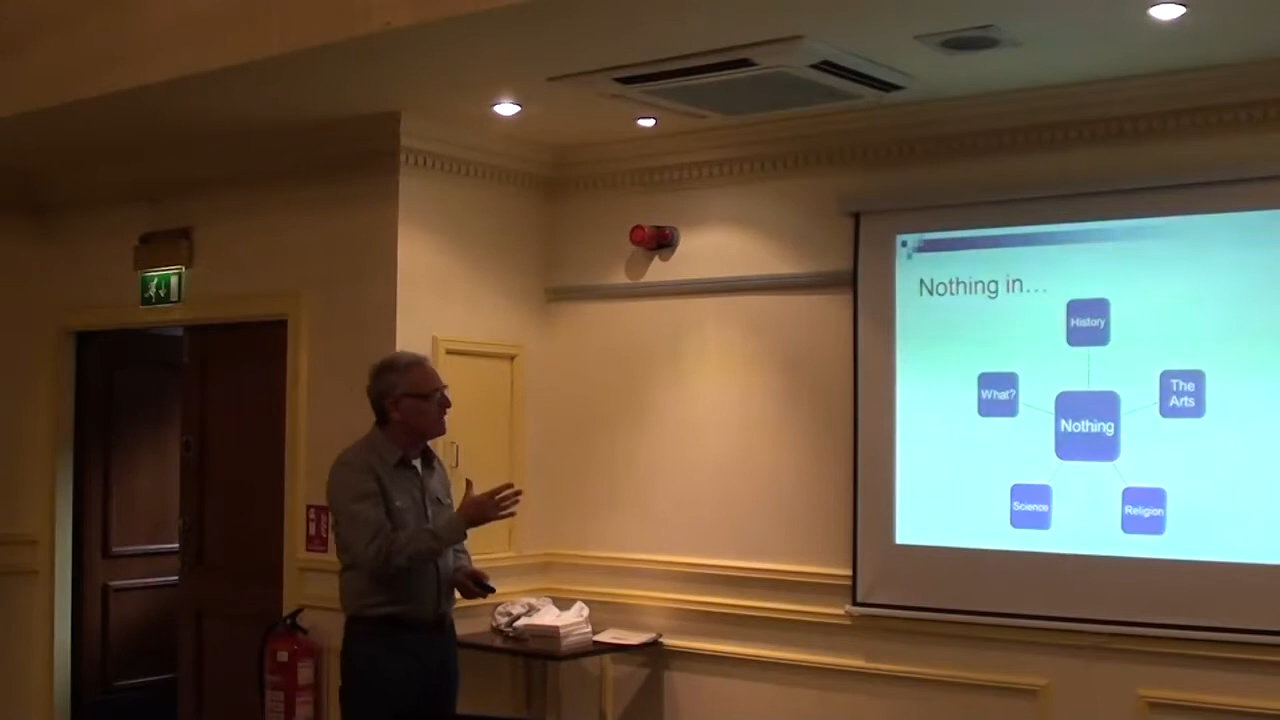 Nothing in...
History
What?
The
Arts
Nothing
Science
Religion